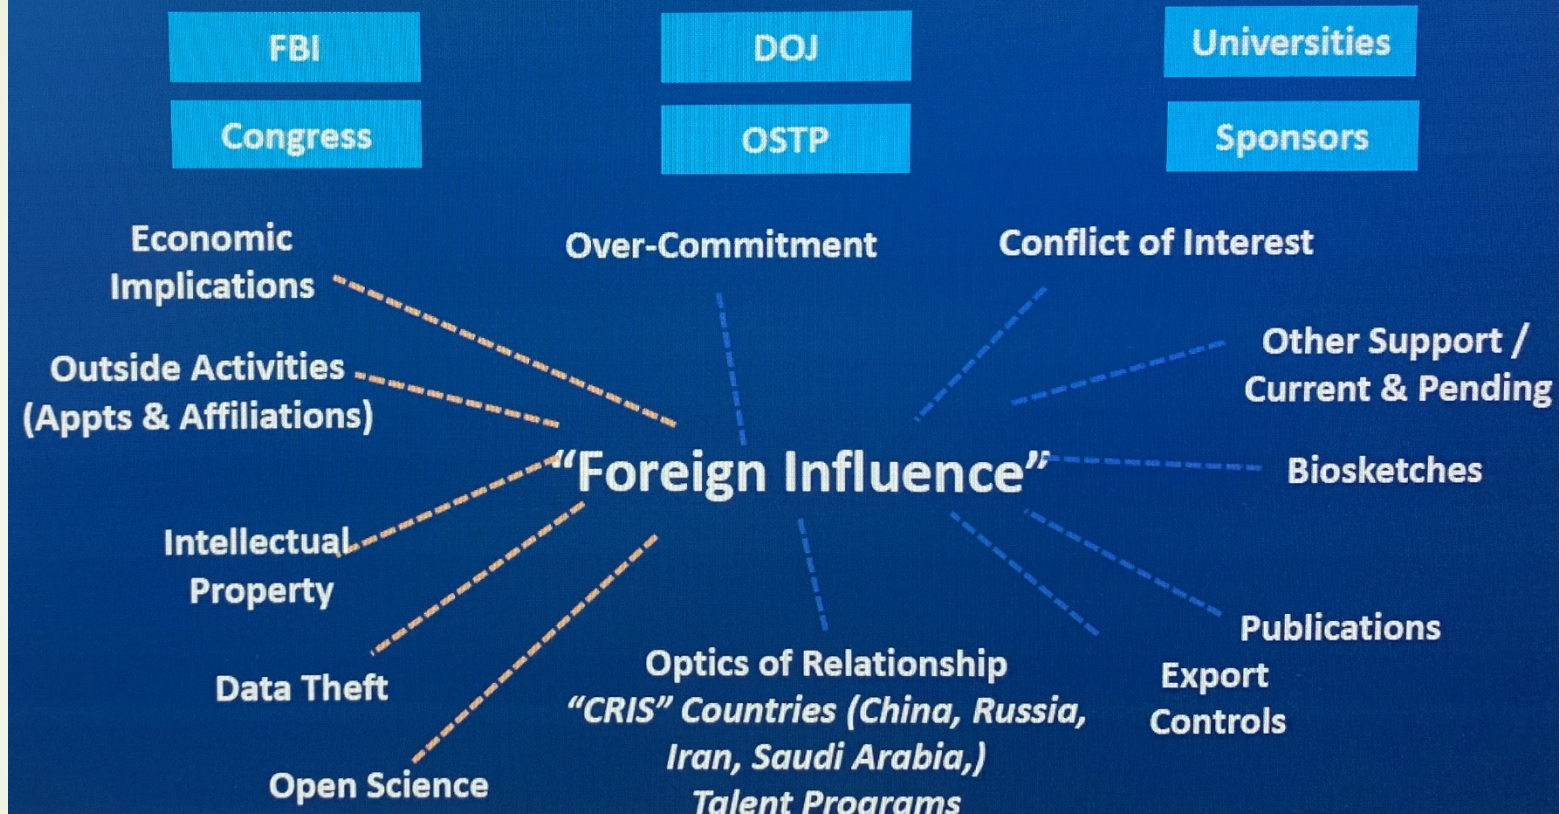 FBI
DOJ
Universities
Congress
OSTP
Sponsors
Economic
Implications
Over-Commitment
Conflict of Interest
Other Support /
Current & Pending
Outside Activities
(Appts & Affiliations)
“Foreign Influence”
Biosketches
Intellectual
Property
Publications
Data Theft
Optics of Relationship
“CRIS” Countries (China, Russia,
Iran, Saudi Arabia,)
Talent Programs
Export
Controls
Open Science